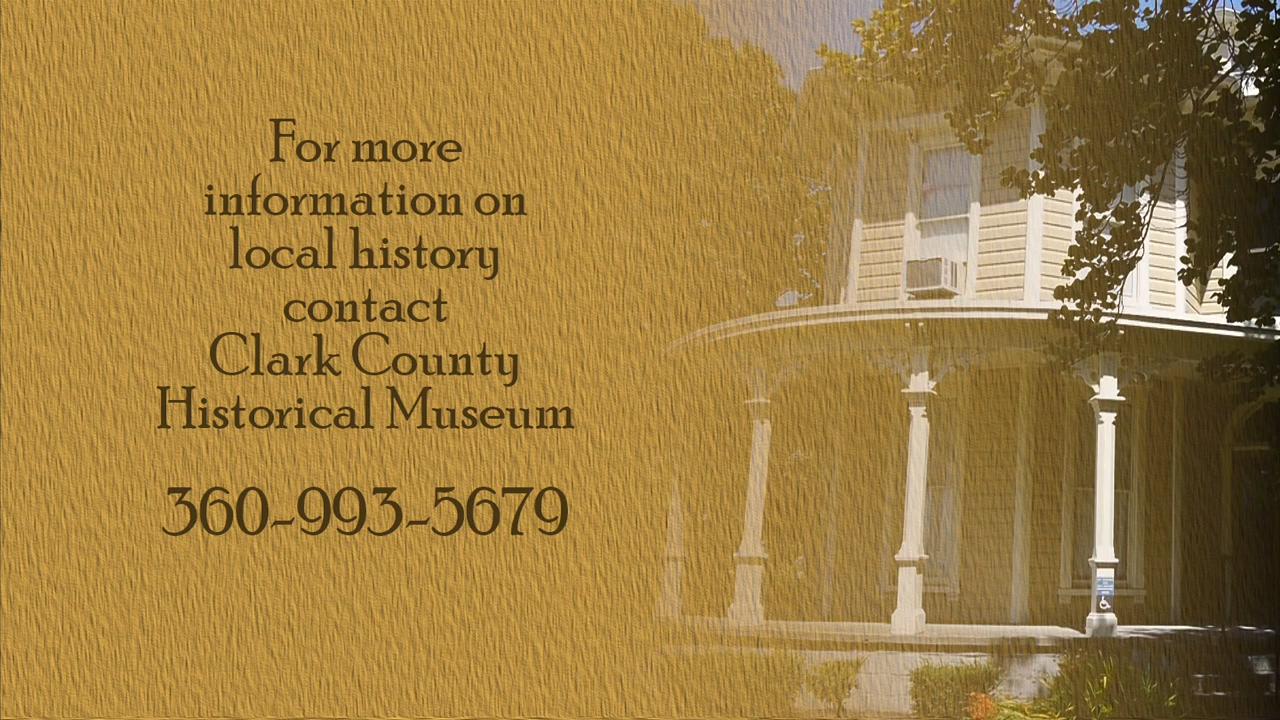 For more
information on
local history
contact
Clark County
Historical Museum
360-993-5679